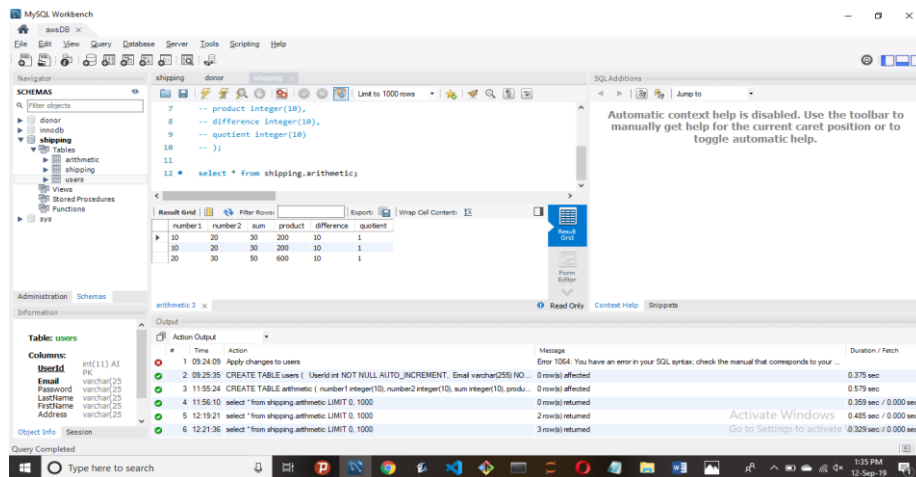 MySQL Workbench
awsDB ×
File Edit View Query Database Server Tools Scripting Help
Navigator
SCHEMAS
Filter objects
donor
innodb
shipping
Tables
arithmetic
shipping
users
Views
Stored Procedures
Functions
sys
Administration Schemas
Information
Table: users
Columns:
UserId int(11) AI
PK
Email varchar(25
Password varchar(25
LastName varchar(25
FirstName varchar(25
Address varchar(25
Object Info Session
Query Completed
shipping donor shipping ×
Limit to 1000 rows
7 -- product integer(10),
8 -- difference integer(10),
9 -- quotient integer(10)
10 -- );
11
12 select * from shipping.arithmetic;
Result Grid Filter Rows: Export: Wrap Cell Content:
number1 number2 sum product difference quotient
10 20 30 200 10 1
10 20 30 200 10 1
20 30 50 600 10 1
Result
Grid
Form
Editor
arithmetic 3 × Read Only
SQLAdditions
Jump to
Automatic context help is disabled. Use the toolbar to
manually get help for the current caret position or to
toggle automatic help.
Context Help Snippets
Output
Action Output
# Time Action Message Duration / Fetch
1 09:24:09 Apply changes to users Error 1064: You have an error in your SQL syntax; check the manual that corresponds to your ...
2 09:25:35 CREATE TABLE users ( UserId int NOT NULL AUTO_INCREMENT, Email varchar(255) NO... 0 row(s) affected 0.375 sec
3 11:55:24 CREATE TABLE arithmetic ( number1 integer(10), number2 integer(10), sum integer(10), produ... 0 row(s) affected 0.579 sec
4 11:56:10 select * from shipping.arithmetic LIMIT 0, 1000 0 row(s) returned 0.359 sec / 0.000 sec
5 12:19:21 select * from shipping.arithmetic LIMIT 0, 1000 2 row(s) returned 0.485 sec / 0.000 sec
6 12:21:36 select * from shipping.arithmetic LIMIT 0, 1000 3 row(s) returned 0.329 sec / 0.000 sec
Activate Windows
Go to Settings to activate
Type here to search
1:35 PM
12-Sep-19